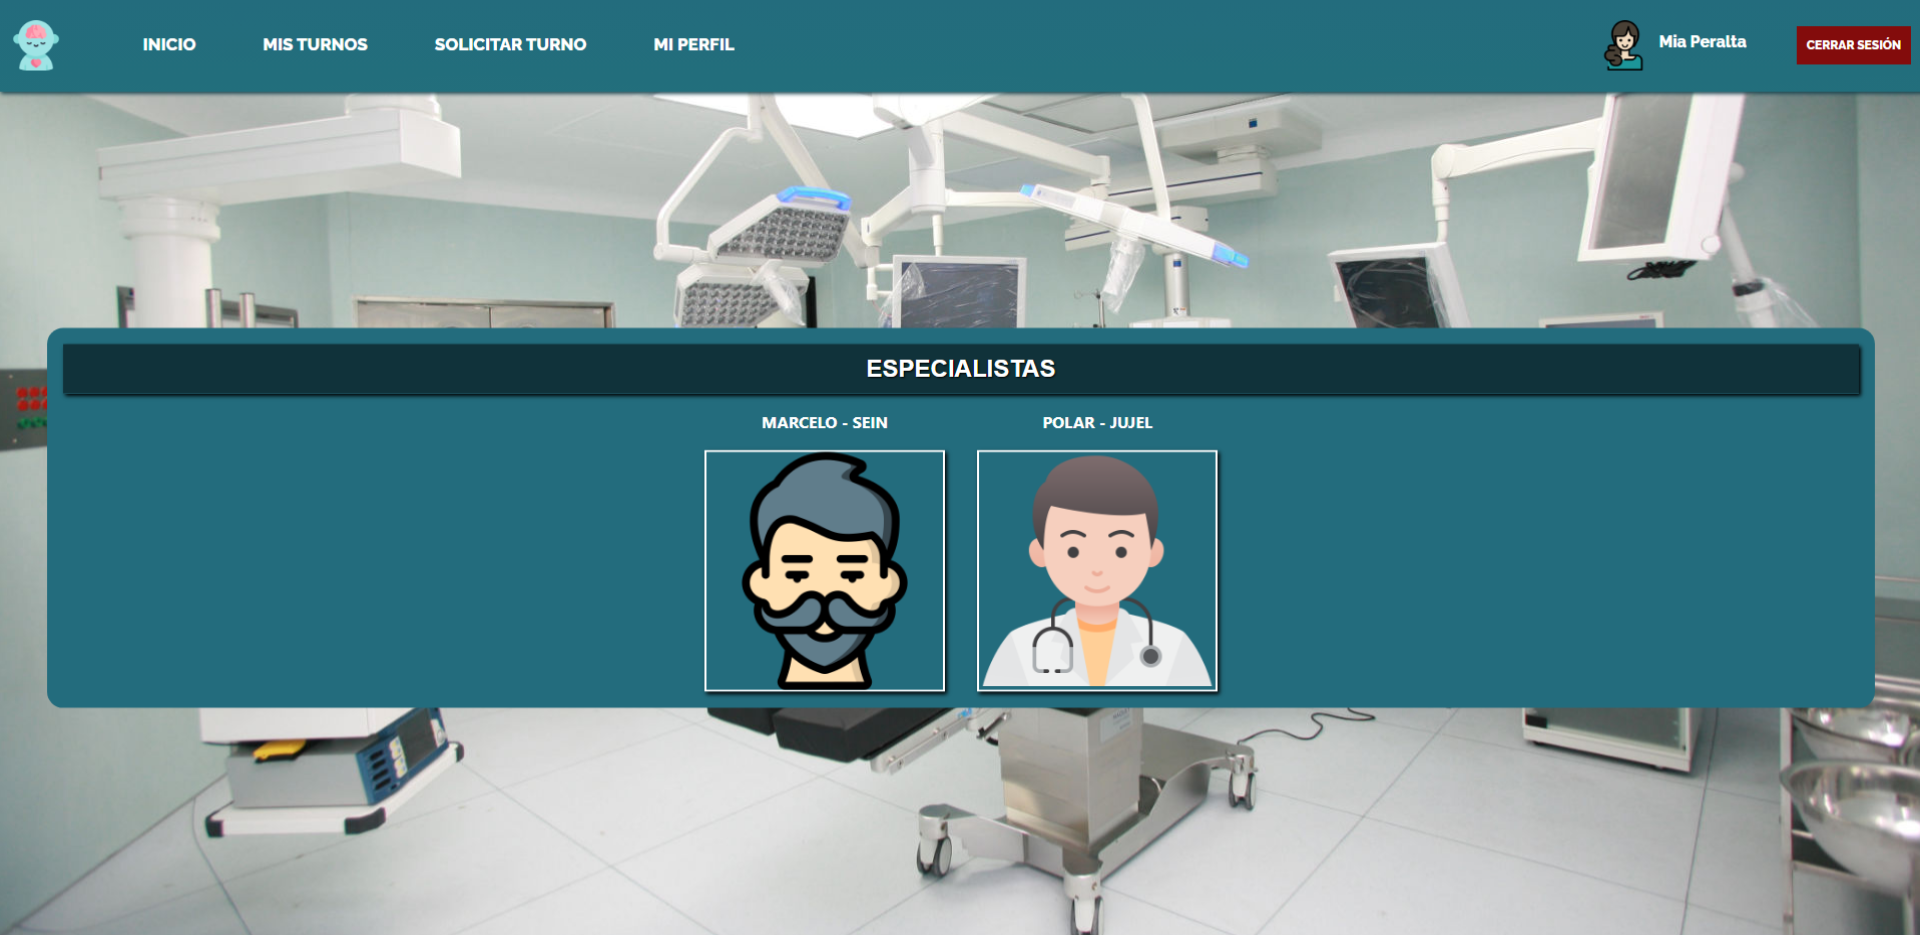 INICIO
MIS TURNOS
SOLICITAR TURNO
MI PERFIL
Mia Peralta
CERRAR SESIÓN
ESPECIALISTAS
MARCELO - SEIN
POLAR - JUJEL